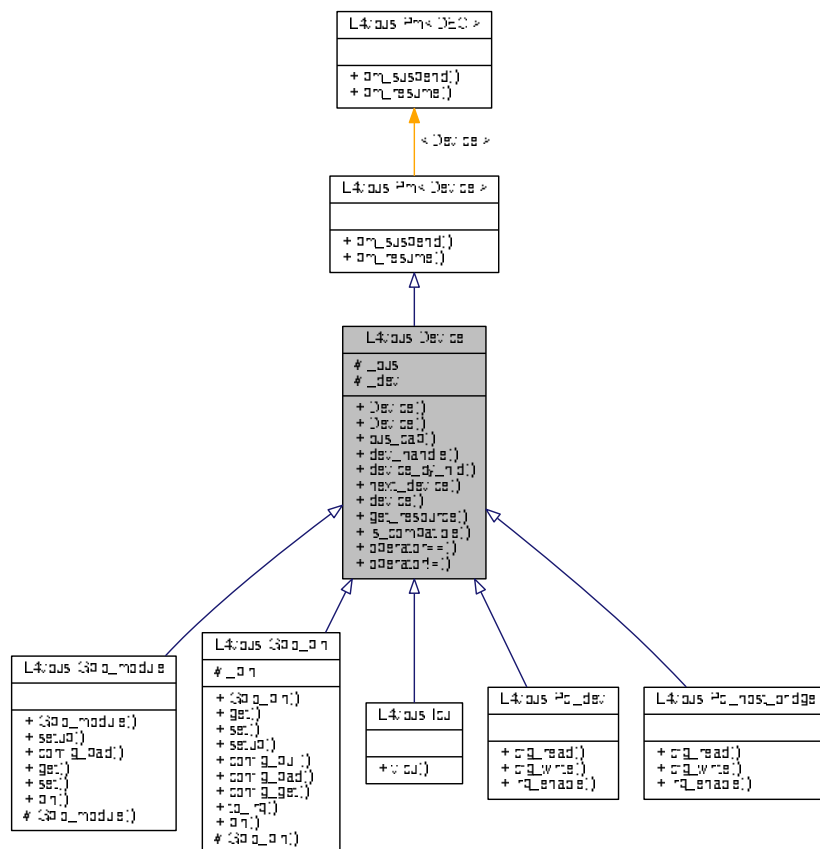 L4vbus::Pm< DEC >
+ pm_suspend()
+ pm_resume()
< Device >
L4vbus::Pm< Device >
+ pm_suspend()
+ pm_resume()
L4vbus::Device
# _bus
# _dev
+ Device()
+ Device()
+ bus_cap()
+ dev_handle()
+ device_by_hid()
+ next_device()
+ device()
+ get_resource()
+ is_compatible()
+ operator==()
+ operator!=()
L4vbus::Gpio_module
+ Gpio_module()
+ setup()
+ config_pad()
+ get()
+ set()
+ pin()
# Gpio_module()
L4vbus::Gpio_pin
# _pin
+ Gpio_pin()
+ get()
+ set()
+ setup()
+ config_pull()
+ config_pad()
+ config_get()
+ to_irq()
+ pin()
# Gpio_pin()
L4vbus::Icu
+ vicu()
L4vbus::Pci_dev
+ cfg_read()
+ cfg_write()
+ irq_enable()
L4vbus::Pci_host_bridge
+ cfg_read()
+ cfg_write()
+ irq_enable()